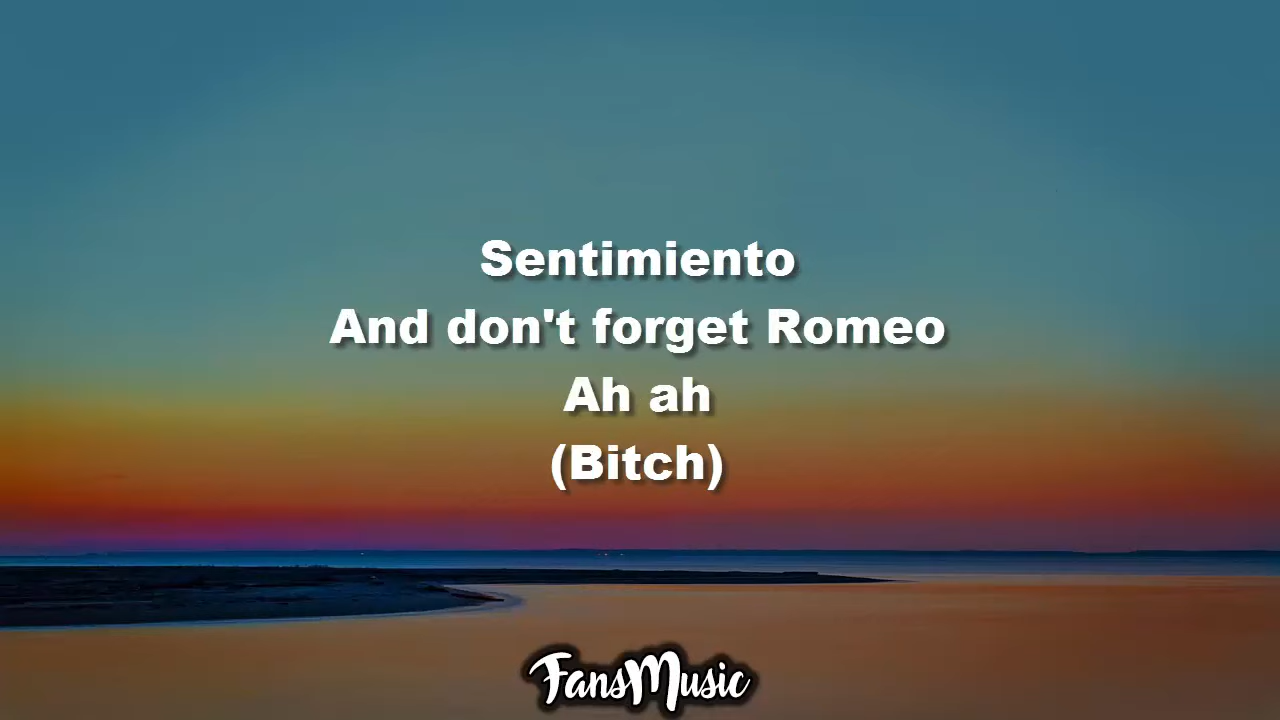 Sentimiento
And don't forget Romeo
Ah ah
(Bitch)
FansMusic